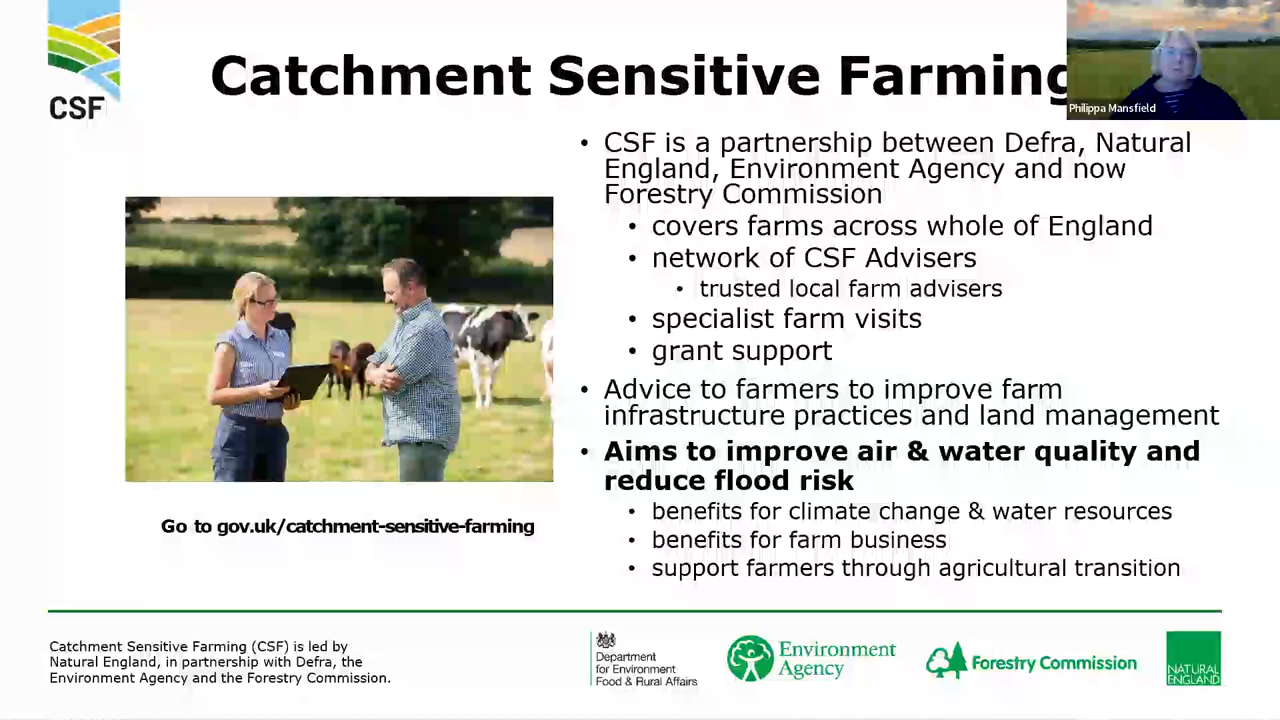 CSF
Catchment Sensitive Farming
Philippa Mansfield
• CSF is a partnership between Defra, Natural
England, Environment Agency and now
Forestry Commission
• covers farms across whole of England
• network of CSF Advisers
• trusted local farm advisers
• specialist farm visits
• grant support
• Advice to farmers to improve farm
infrastructure practices and land management
• Aims to improve air & water quality and
reduce flood risk
• benefits for climate change & water resources
• benefits for farm business
• support farmers through agricultural transition
Go to gov.uk/catchment-sensitive-farming
Catchment Sensitive Farming (CSF) is led by
Natural England, in partnership with Defra, the
Environment Agency and the Forestry Commission.
Department
for Environment
Food & Rural Affairs
Environment
Agency
Forestry Commission
NATURAL
ENGLAND